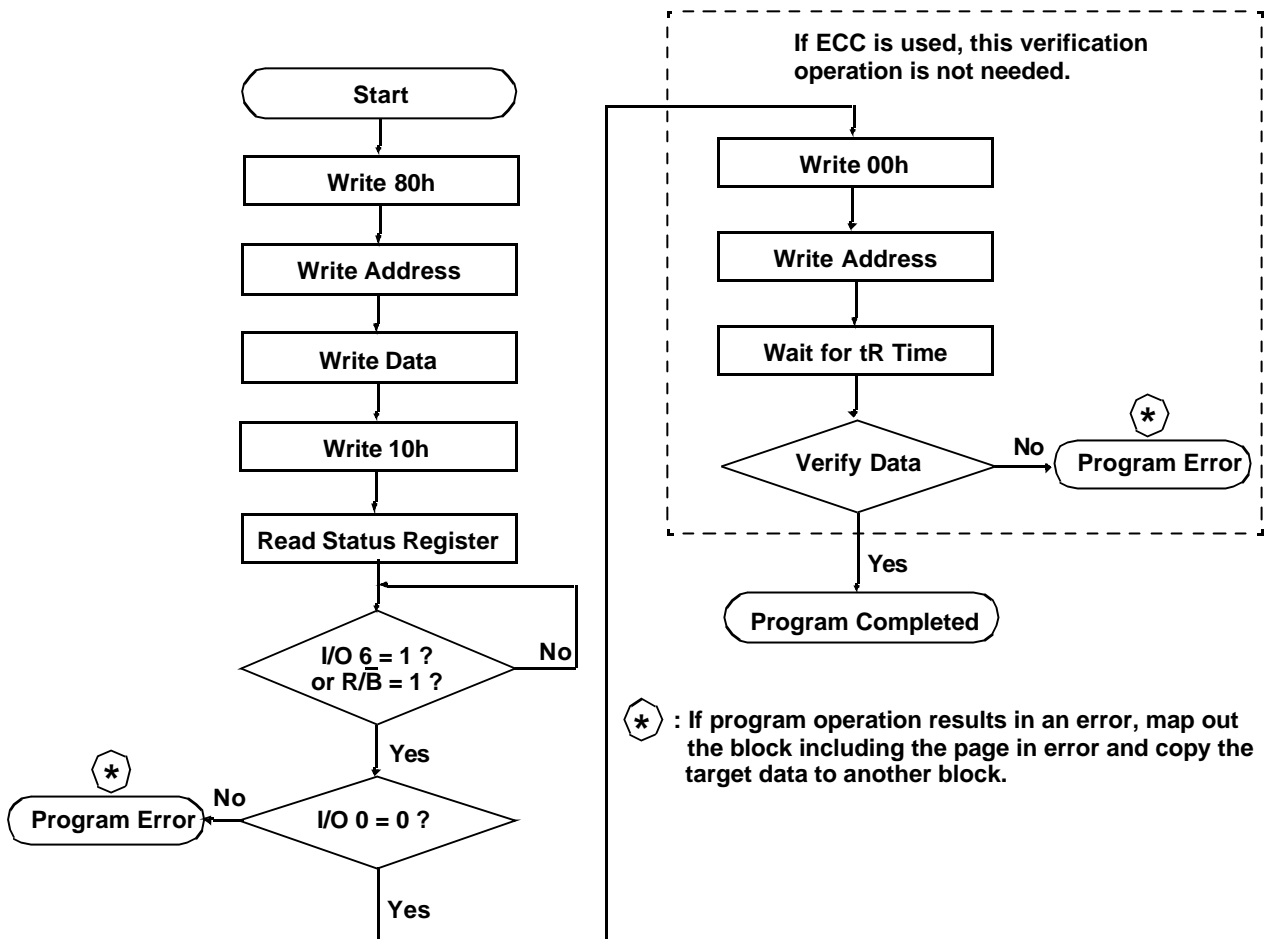 Start
Write 80h
Write Address
Write Data
Write 10h
Read Status Register
I/O 6 = 1 ?
or R/B̅ = 1 ?
No
Yes
*
No
Program Error
I/O 0 = 0 ?
Yes
If ECC is used, this verification
operation is not needed.
Write 00h
Write Address
Wait for tR Time
*
Verify Data
No
Program Error
Yes
Program Completed
* : If program operation results in an error, map out
the block including the page in error and copy the
target data to another block.